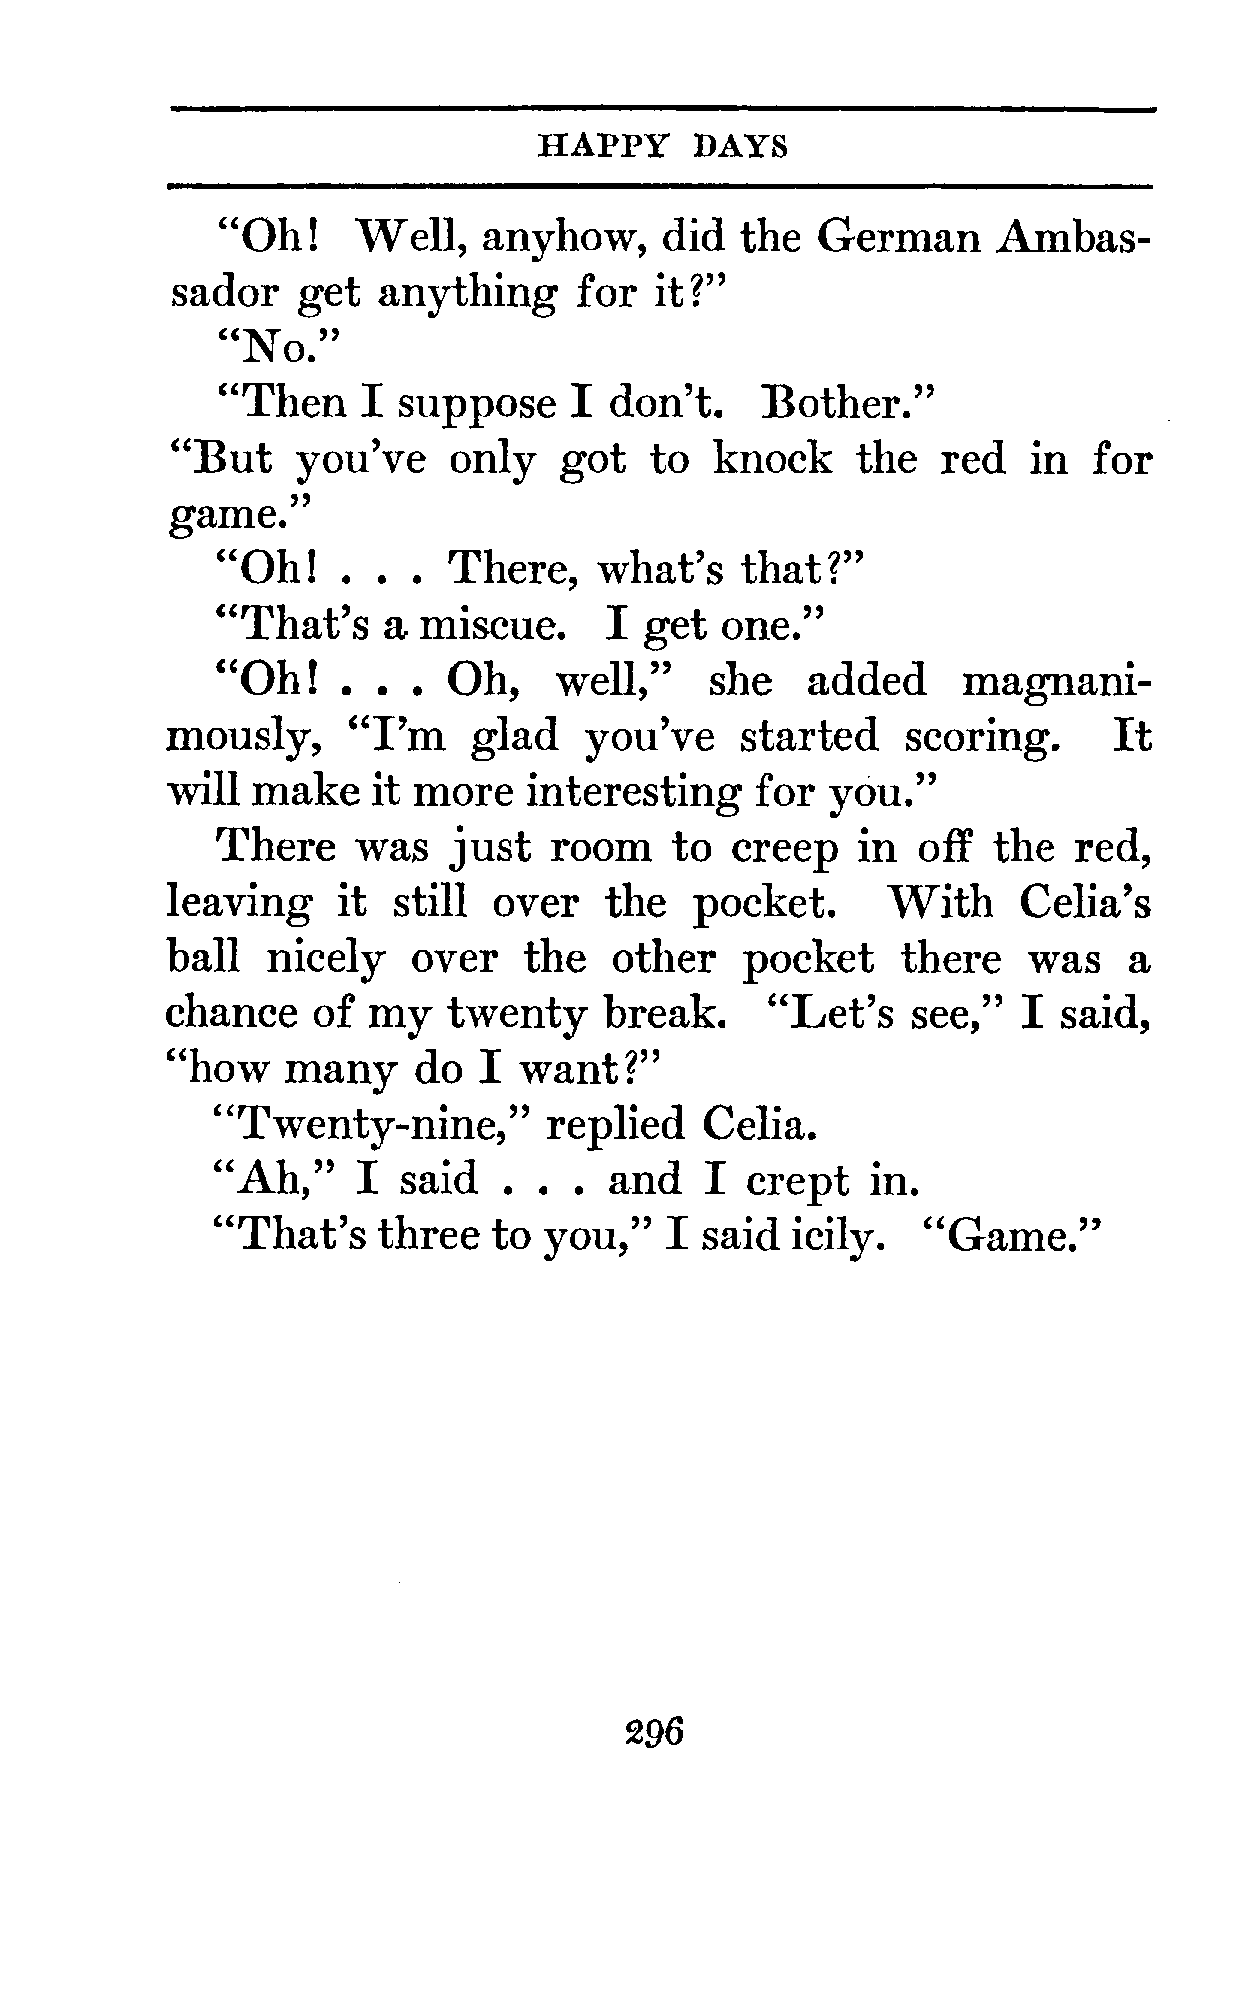 HAPPY DAYS
“Oh! Well, anyhow, did the German Ambas-
sador get anything for it?”
“No.”
“Then I suppose I don’t. Bother.”
“But you’ve only got to knock the red in for
game.”
“Oh! . . . There, what’s that?”
“That’s a miscue. I get one.”
“Oh! . . . Oh, well,” she added magnani-
mously, “I’m glad you’ve started scoring. It
will make it more interesting for you.”
There was just room to creep in off the red,
leaving it still over the pocket. With Celia’s
ball nicely over the other pocket there was a
chance of my twenty break. “Let’s see,” I said,
“how many do I want?”
“Twenty-nine,” replied Celia.
“Ah,” I said . . . and I crept in.
“That’s three to you,” I said icily. “Game.”
296